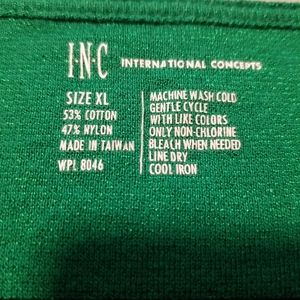 I·N·C INTERNATIONAL CONCEPTS
SIZE XL
53% COTTON
47% NYLON
MADE IN TAIWAN
WPL 8046
MACHINE WASH COLD
GENTLE CYCLE
WITH LIKE COLORS
ONLY NON-CHLORINE
BLEACH WHEN NEEDED
LINE DRY
COOL IRON